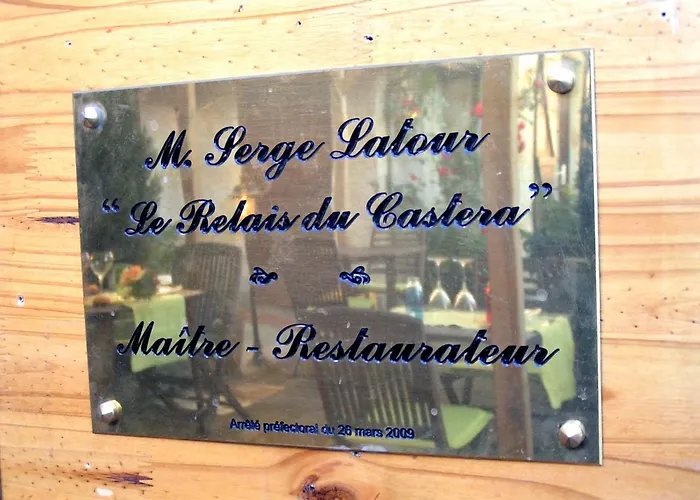 M. Serge Latour
“Le Relais du Castera”
Maître - Restaurateur
Arrêté préfectoral du 26 mars 2009